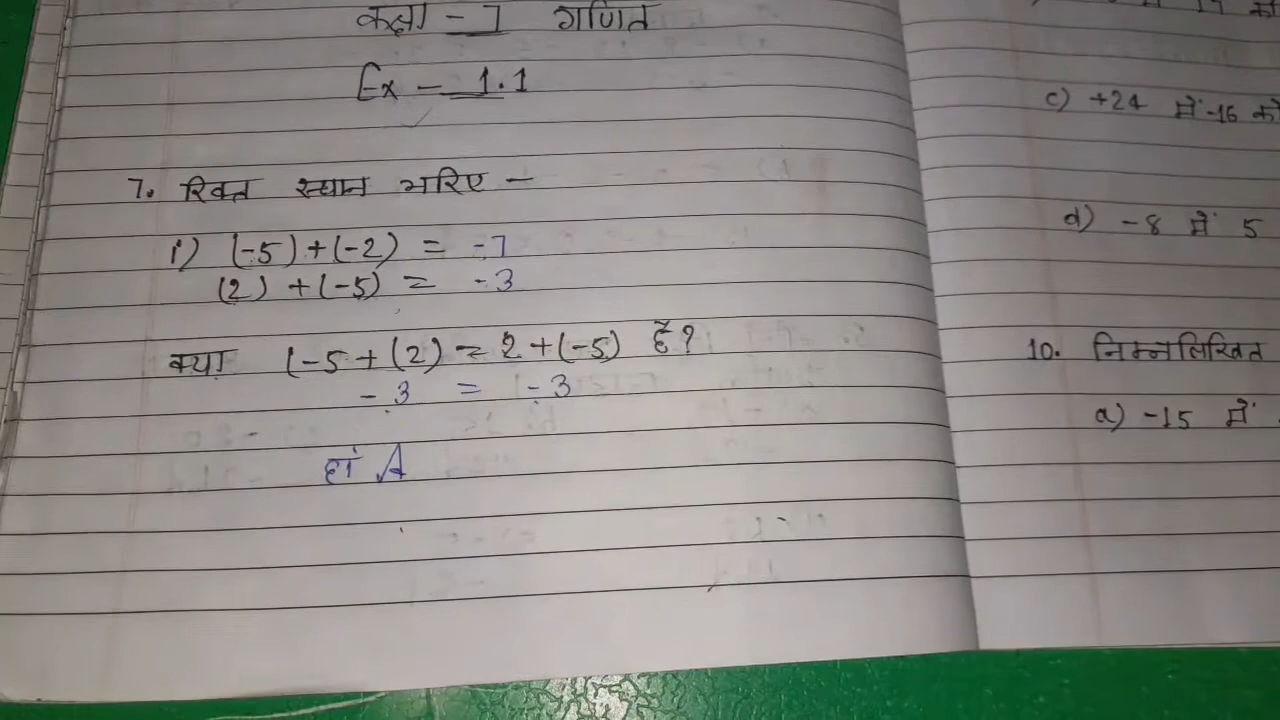 कक्षा - 7 गणित
Ex - 1.1
7. रिक्त स्थान भरिए -
i) (-5) + (-2) = -7
(2) + (-5) = -3
क्या (-5 + (2) = 2 + (-5) है?
-3 = -3
हां A
c) +24 में -16 को
d) -8 में 5
10. निम्नलिखित
a) -15 में